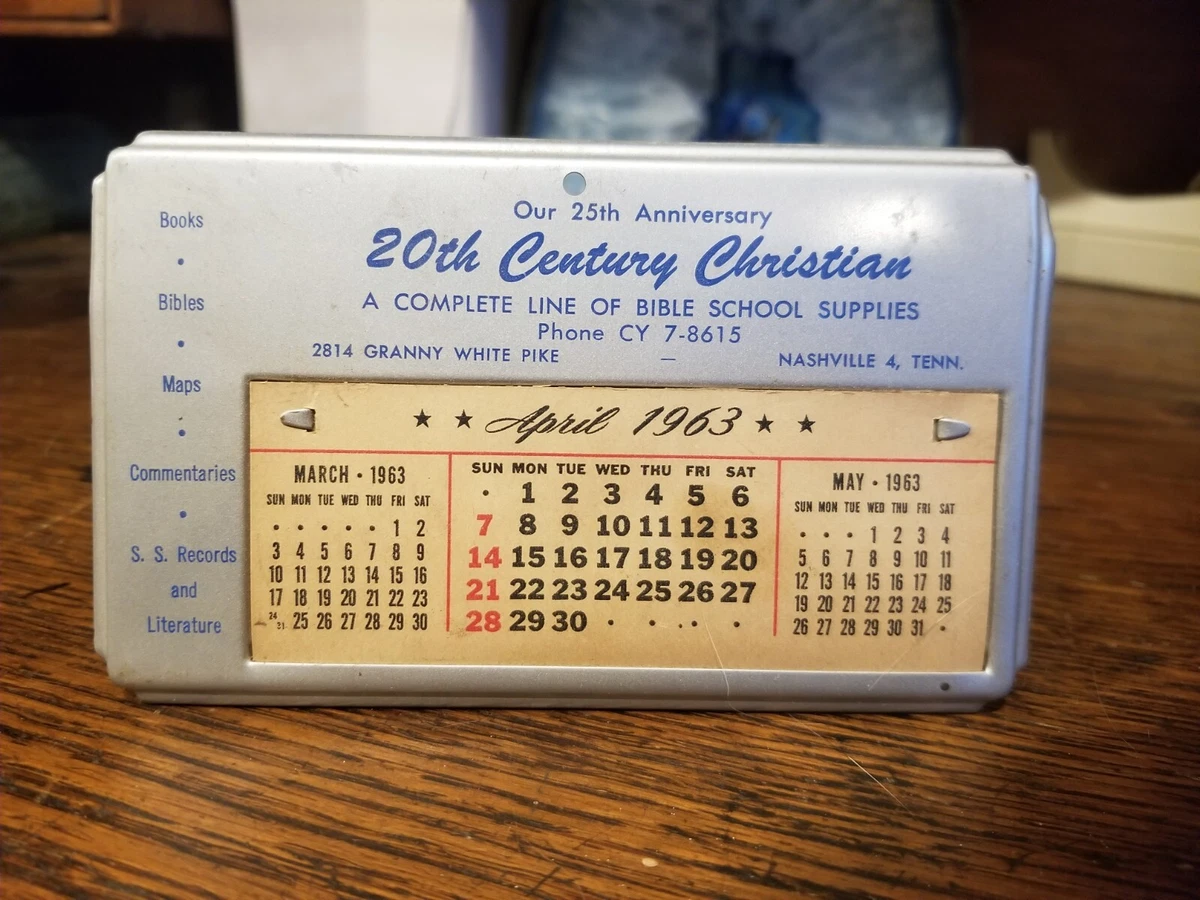 Our 25th Anniversary
20th Century Christian
A COMPLETE LINE OF BIBLE SCHOOL SUPPLIES
Phone CY 7-8615
2814 GRANNY WHITE PIKE — NASHVILLE 4, TENN.
Books
•
Bibles
•
Maps
•
Commentaries
•
S. S. Records
and
Literature
★ ★ April 1963 ★ ★
MARCH • 1963
SUN MON TUE WED THU FRI SAT
• • • • • 1 2
3 4 5 6 7 8 9
10 11 12 13 14 15 16
17 18 19 20 21 22 23
24/31 25 26 27 28 29 30
SUN MON TUE WED THU FRI SAT
• 1 2 3 4 5 6
7 8 9 10 11 12 13
14 15 16 17 18 19 20
21 22 23 24 25 26 27
28 29 30 • • • •
MAY • 1963
SUN MON TUE WED THU FRI SAT
• • • 1 2 3 4
5 6 7 8 9 10 11
12 13 14 15 16 17 18
19 20 21 22 23 24 25
26 27 28 29 30 31 •